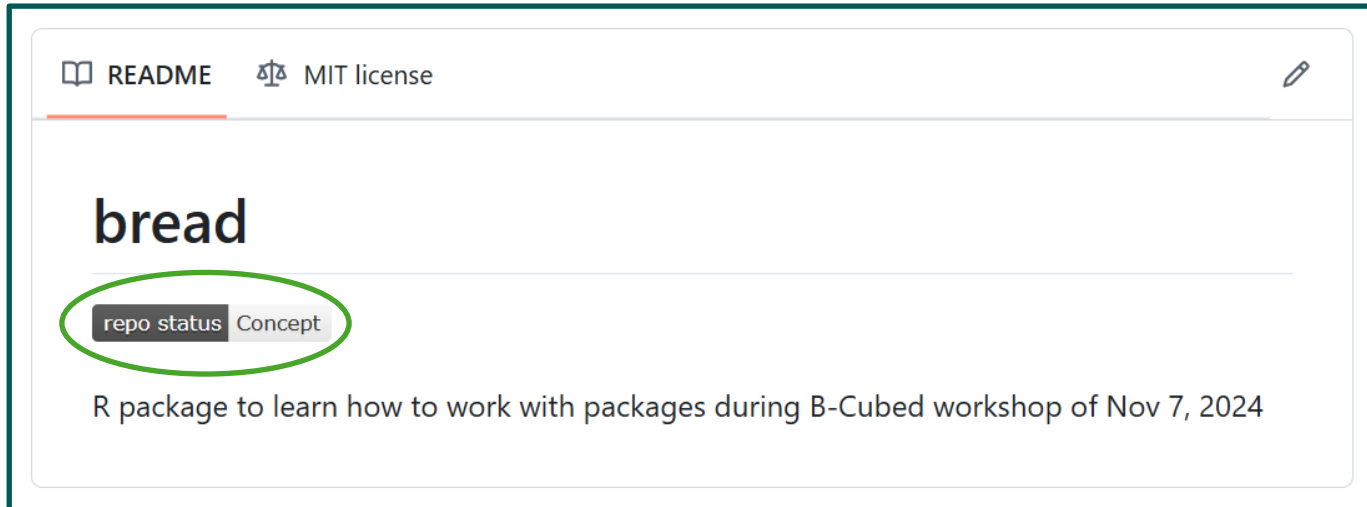 README MIT license
bread
repo status Concept
R package to learn how to work with packages during B-Cubed workshop of Nov 7, 2024